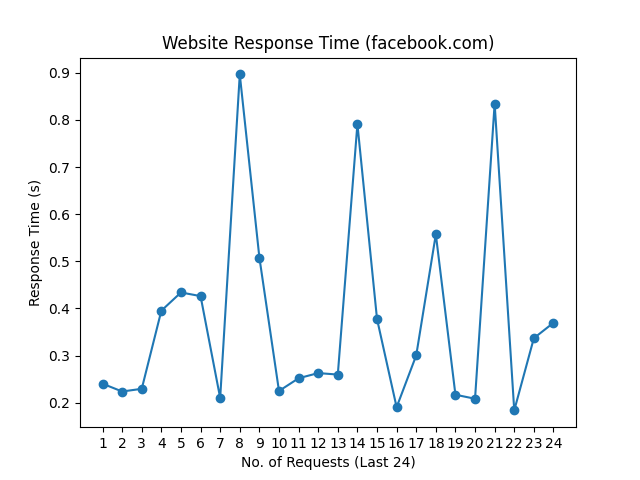 Website Response Time (facebook.com)
Response Time (s)
0.9
0.8
0.7
0.6
0.5
0.4
0.3
0.2
1 2 3 4 5 6 7 8 9 10 11 12 13 14 15 16 17 18 19 20 21 22 23 24
No. of Requests (Last 24)